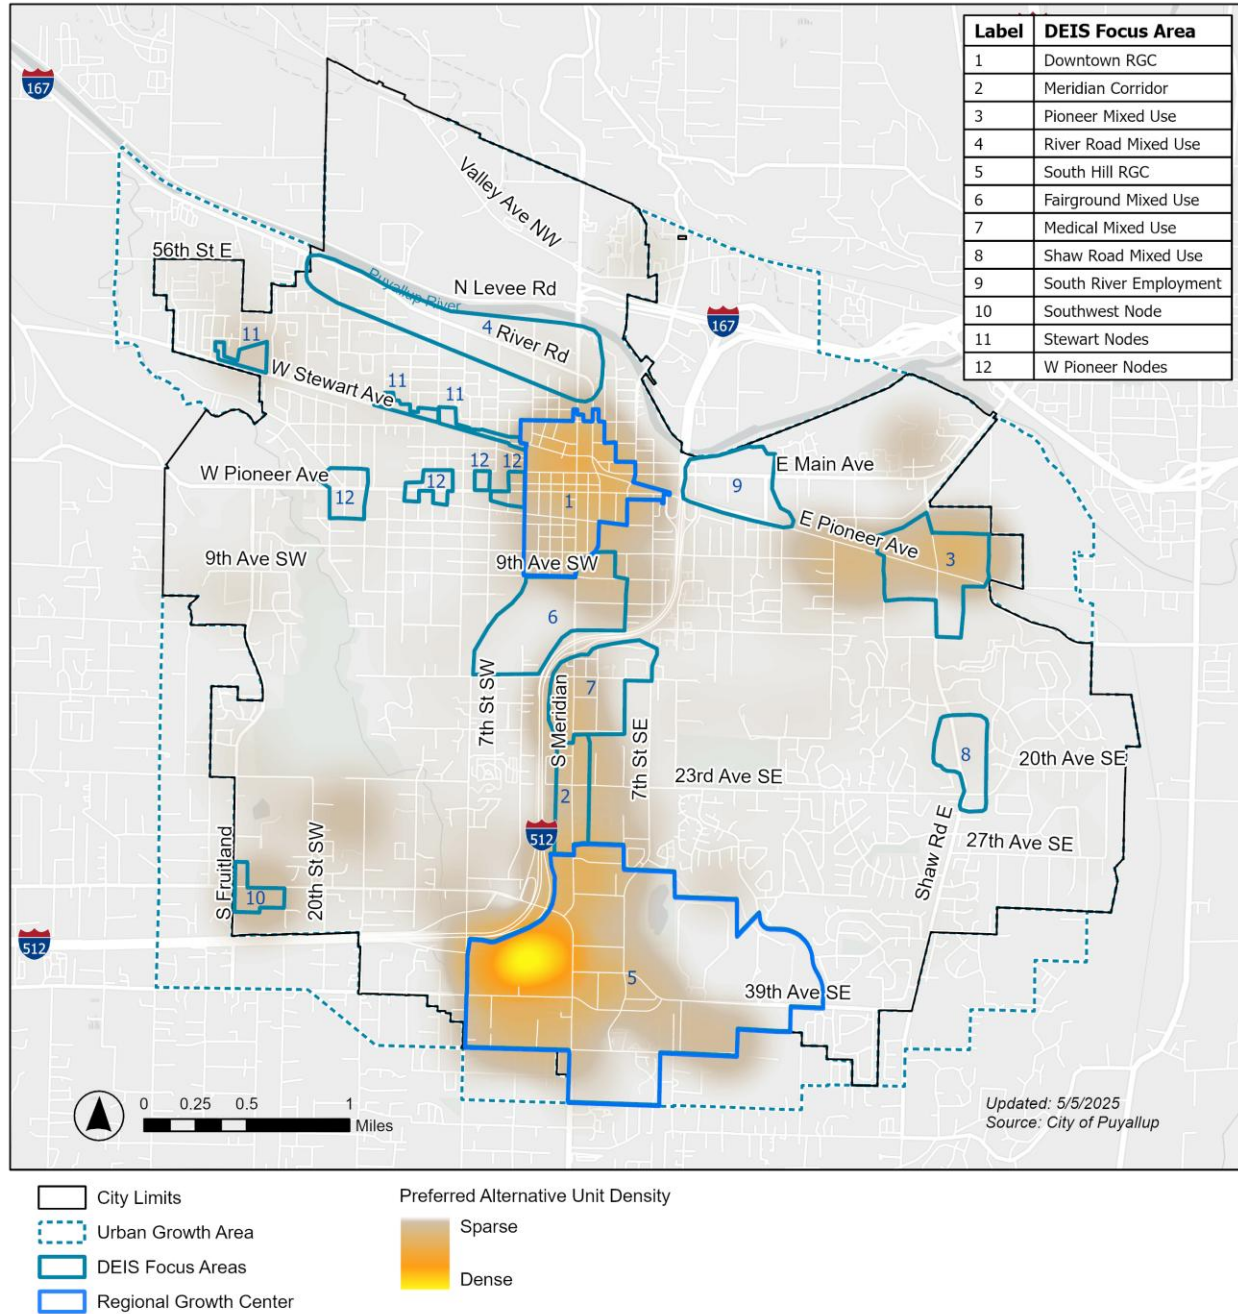 Label DEIS Focus Area
1 Downtown RGC
2 Meridian Corridor
3 Pioneer Mixed Use
4 River Road Mixed Use
5 South Hill RGC
6 Fairground Mixed Use
7 Medical Mixed Use
8 Shaw Road Mixed Use
9 South River Employment
10 Southwest Node
11 Stewart Nodes
12 W Pioneer Nodes
167
Valley Ave NW
56th St E
Puyallup River
N Levee Rd
167
4 River Rd
11
W Stewart Ave
11
11
W Pioneer Ave
12
12
12
12
1
E Main Ave
9
E Pioneer Ave
3
9th Ave SW
9th Ave SW
6
7th St SW
S Meridian
7
7th St SE
8
20th Ave SE
23rd Ave SE
2
512
27th Ave SE
Shaw Rd E
S Fruitland
20th St SW
10
512
5
39th Ave SE
0 0.25 0.5 1
Miles
Updated: 5/5/2025
Source: City of Puyallup
City Limits
Urban Growth Area
DEIS Focus Areas
Regional Growth Center
Preferred Alternative Unit Density
Sparse
Dense